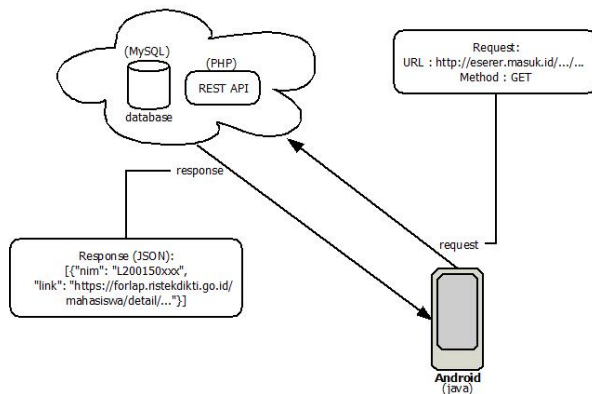 (MySQL)
database
(PHP)
REST API
Request:
URL : http://eserer.masuk.id/.../...
Method : GET
response
request
Response (JSON):
[{"nim": "L200150xxx",
"link": "https://forlap.ristekdikti.go.id/
mahasiswa/detail/..."}]
Android
(java)